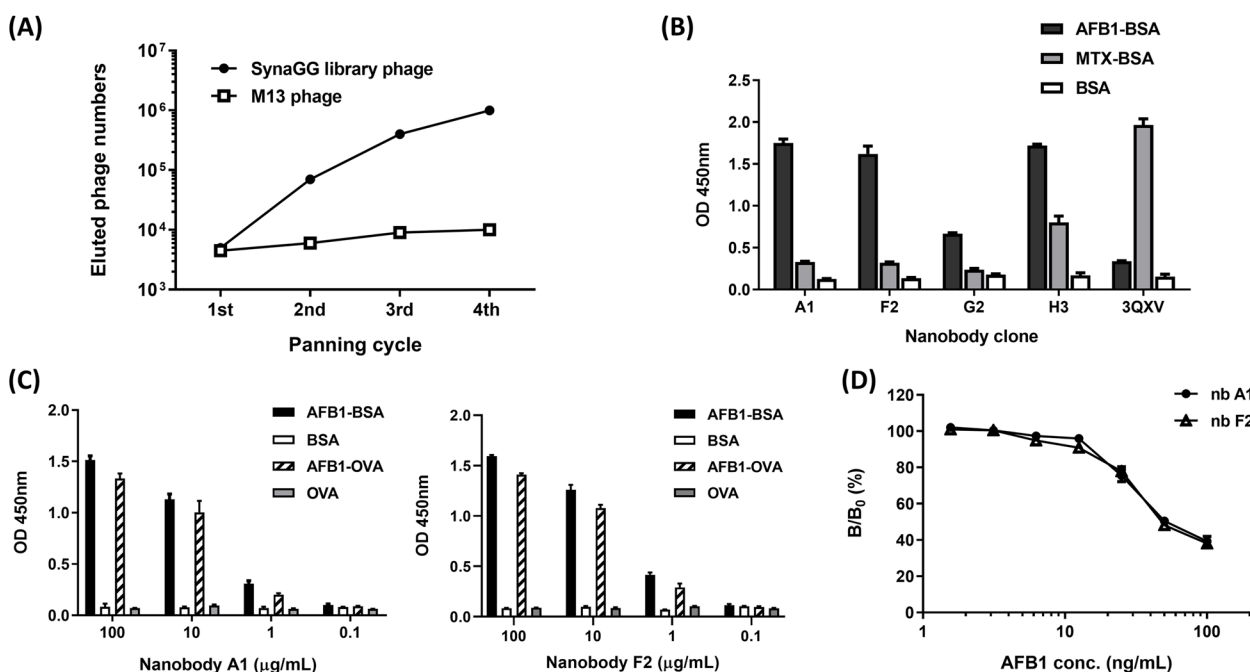 (A)
10⁷
10⁶
10⁵
10⁴
10³
Eluted phage numbers
SynaGG library phage
M13 phage
1st 2nd 3rd 4th
Panning cycle
(B)
AFB1-BSA
MTX-BSA
BSA
2.5
2.0
1.5
1.0
0.5
0.0
OD 450nm
A1 F2 G2 H3 3QXV
Nanobody clone
(C)
2.0
1.5
1.0
0.5
0.0
OD 450nm
AFB1-BSA
BSA
AFB1-OVA
OVA
100 10 1 0.1
Nanobody A1 (μg/mL)
2.0
1.5
1.0
0.5
0.0
OD 450nm
AFB1-BSA
BSA
AFB1-OVA
OVA
100 10 1 0.1
Nanobody F2 (μg/mL)
(D)
120
100
80
60
40
20
0
B/B₀ (%)
nb A1
nb F2
1 10 100
AFB1 conc. (ng/mL)